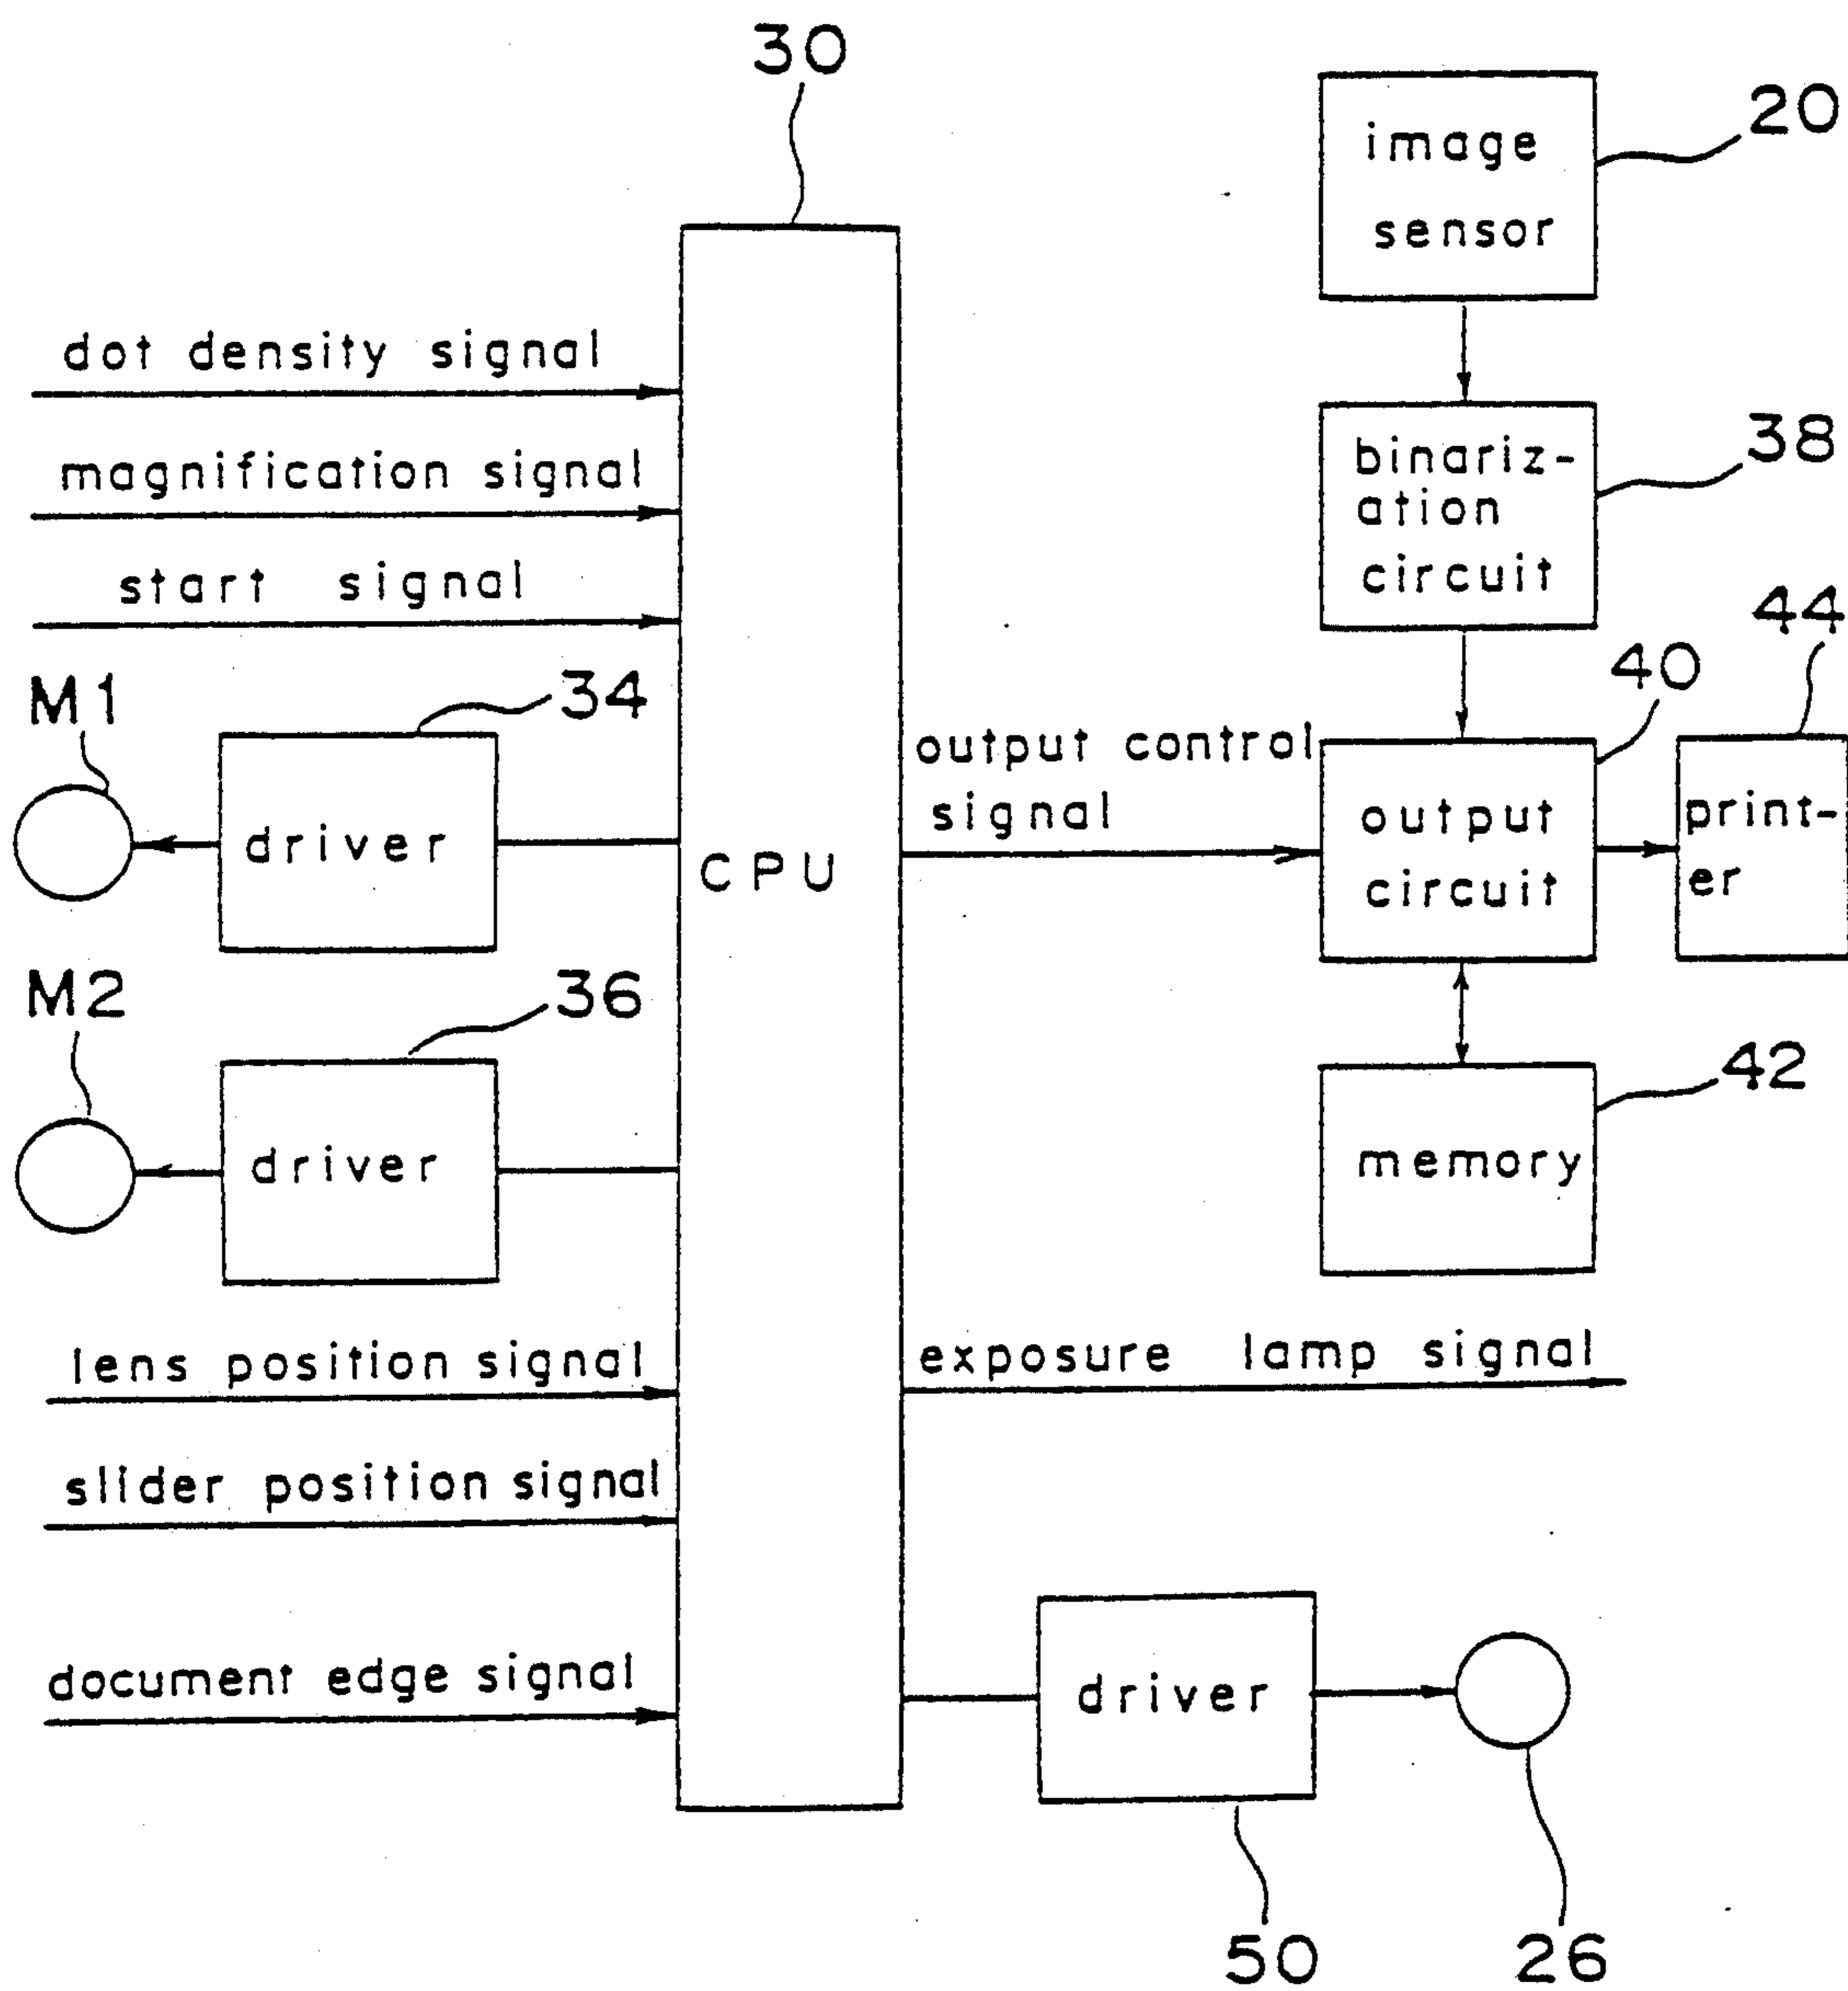 30
20
image
sensor
dot density signal
38
binariz-
ation
circuit
magnification signal
start signal
44
40
M1
34
driver
output control
signal
output
circuit
print-
er
CPU
M2
36
driver
42
memory
lens position signal
exposure lamp signal
slider position signal
document edge signal
driver
50
26